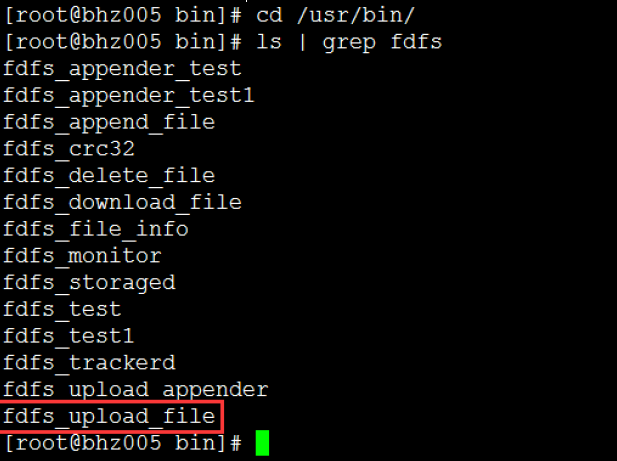 [root@bhz005 bin]# cd /usr/bin/
[root@bhz005 bin]# ls | grep fdfs
fdfs_appender_test
fdfs_appender_test1
fdfs_append_file
fdfs_crc32
fdfs_delete_file
fdfs_download_file
fdfs_file_info
fdfs_monitor
fdfs_storaged
fdfs_test
fdfs_test1
fdfs_trackerd
fdfs_upload_appender
fdfs_upload_file
[root@bhz005 bin]#